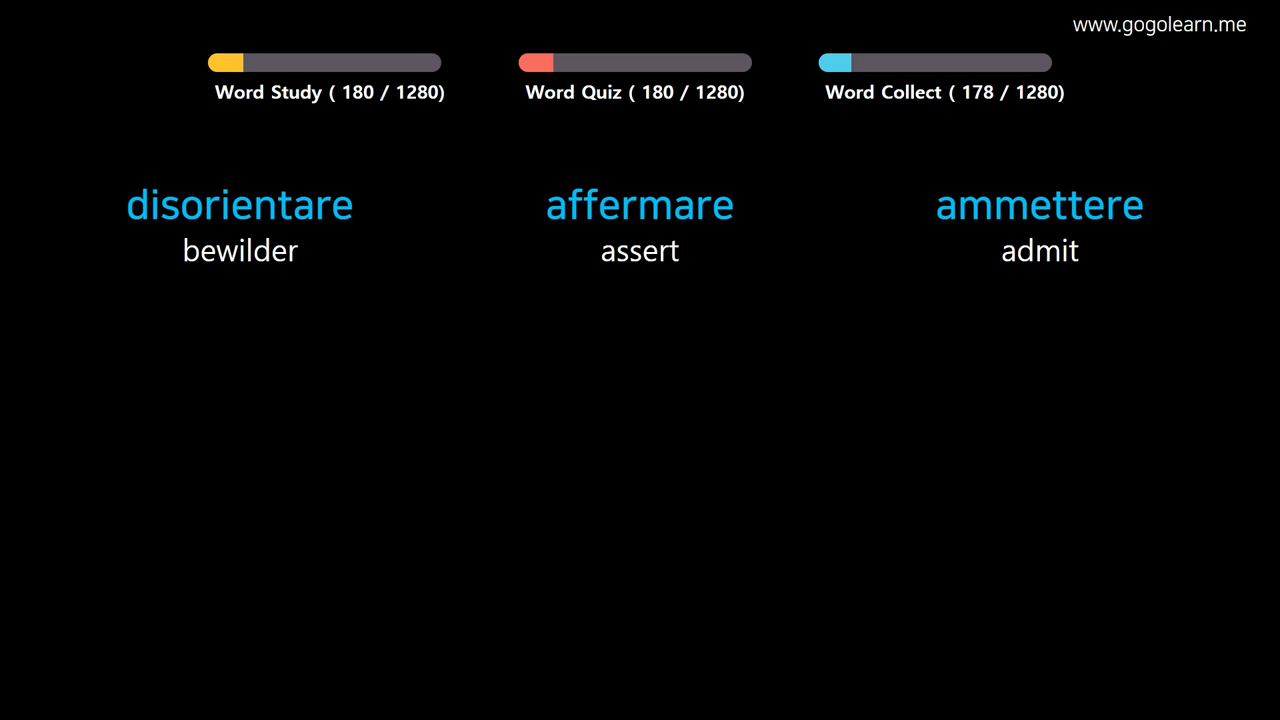 www.gogolearn.me
Word Study ( 180 / 1280)
Word Quiz ( 180 / 1280)
Word Collect ( 178 / 1280)
disorientare
bewilder
affermare
assert
ammettere
admit